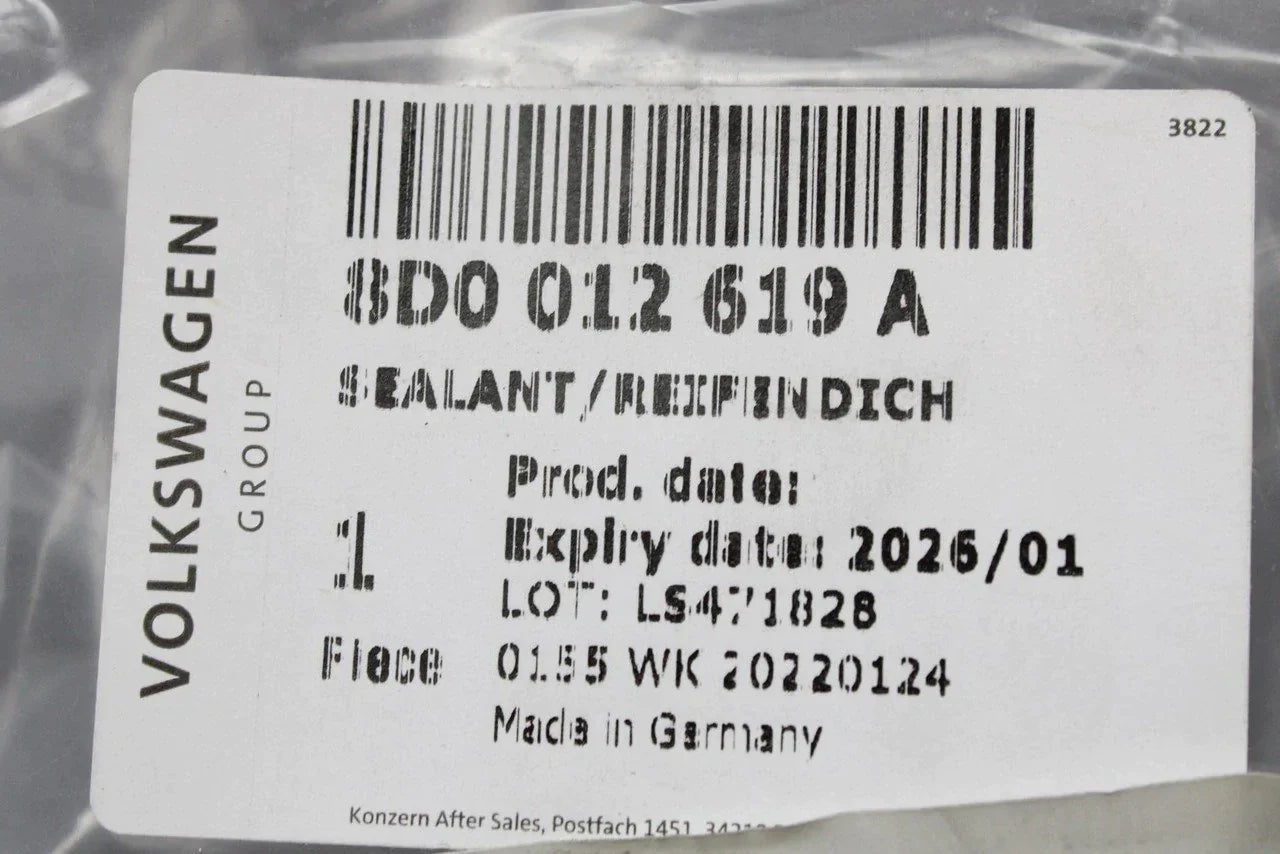 3822
VOLKSWAGEN
GROUP
8D0 012 619 A
SEALANT/REIFENDICH
Prod. date:
Expiry date: 2026/01
1
LOT: LS471828
Piece
0155 WK 20220124
Made in Germany
Konzern After Sales, Postfach 1451